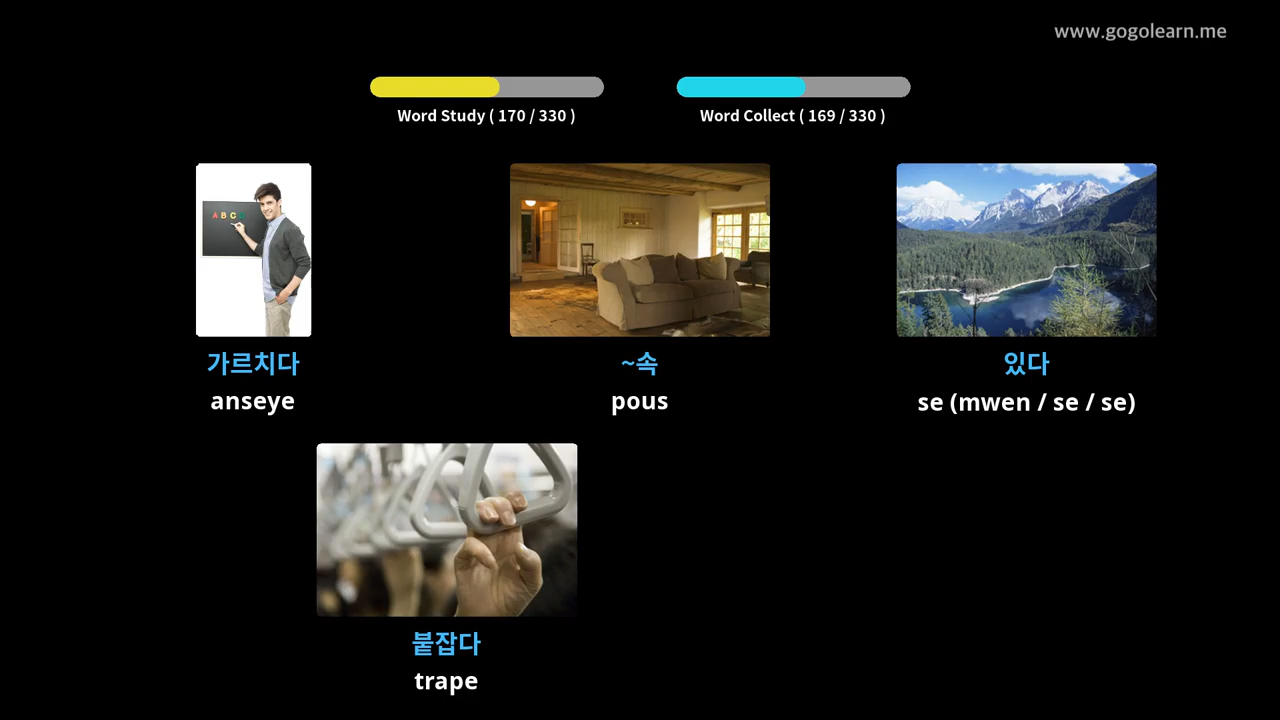 www.gogolearn.me
Word Study ( 170 / 330 )
Word Collect ( 169 / 330 )
A B C D
가르치다
anseye
~속
pous
있다
se (mwen / se / se)
붙잡다
trape